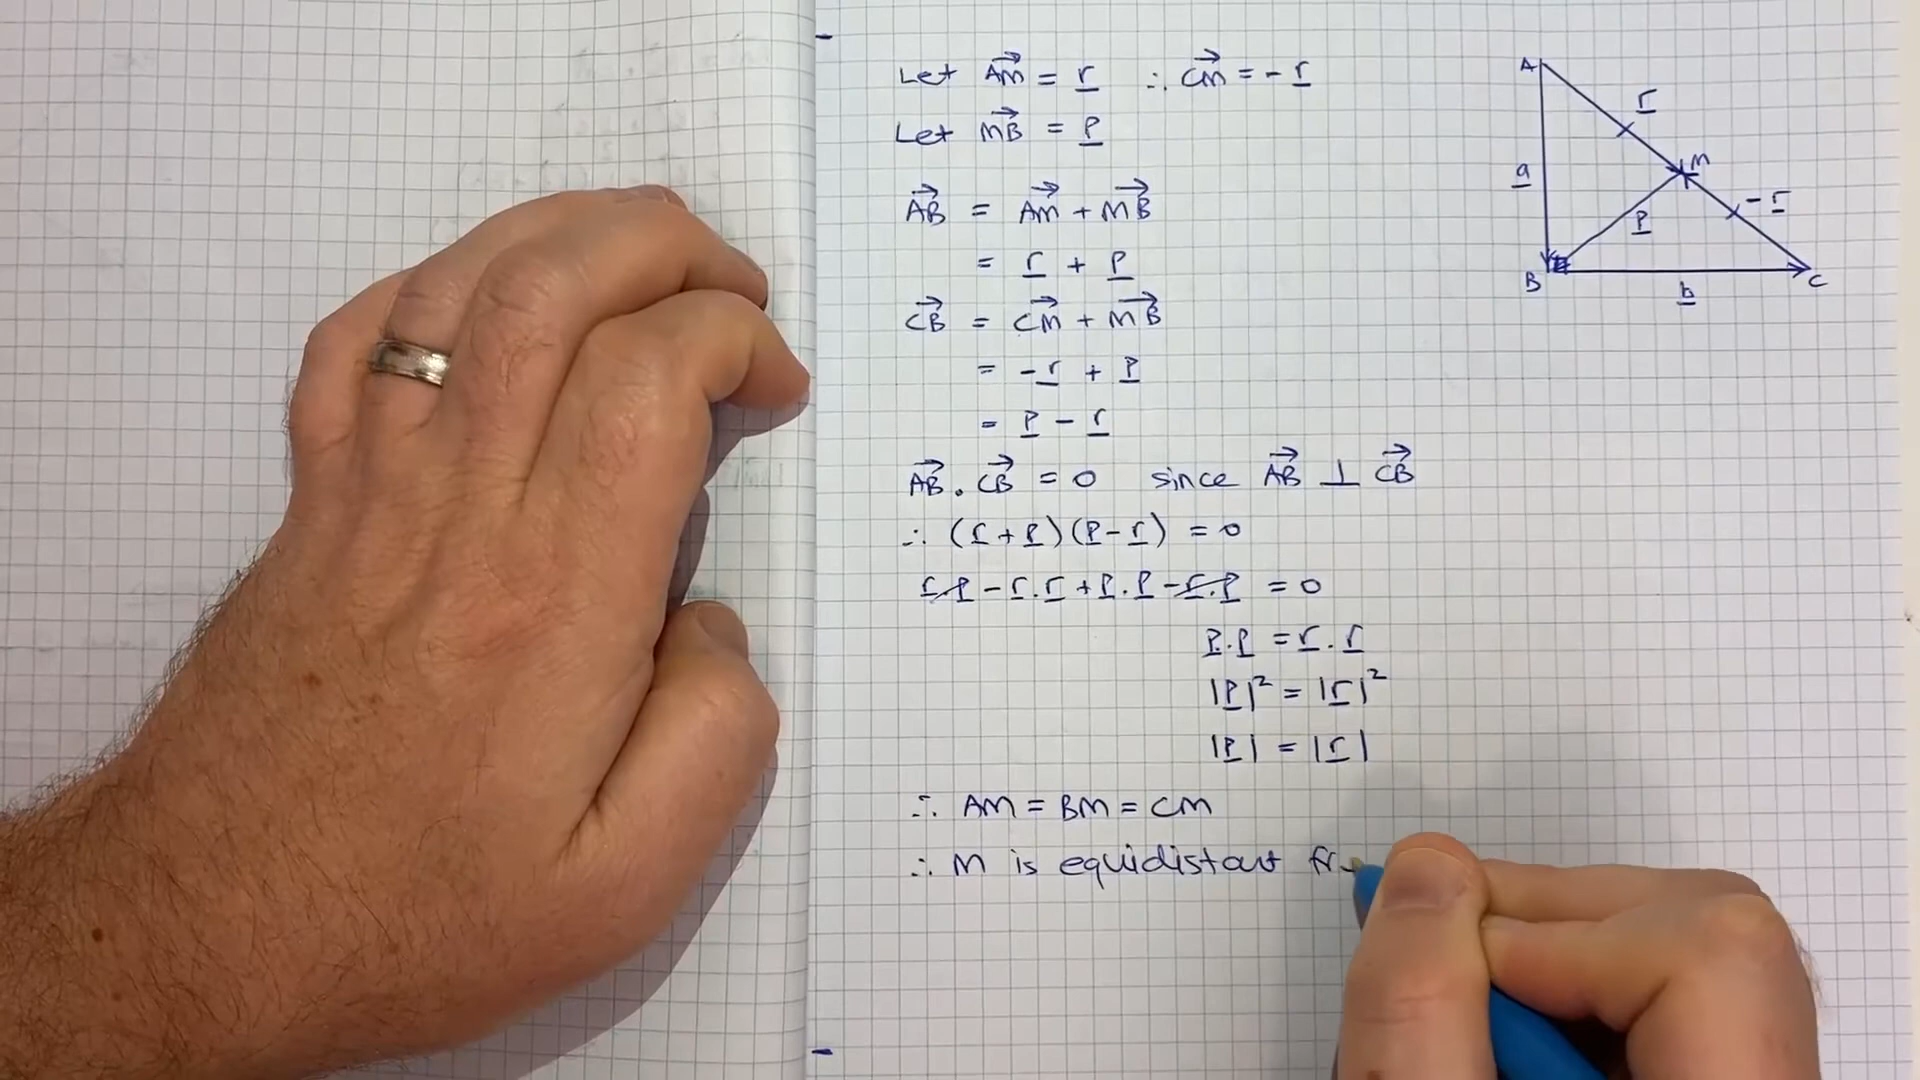 Let AM = r ∴ CM = -r
Let MB = p
AB = AM + MB
= r + p
CB = CM + MB
= -r + p
= p - r
AB . CB = 0 since AB ⊥ CB
∴ (r + p)(p - r) = 0
r.p - r.r + p.p - r.p = 0
p.p = r.r
|p|² = |r|²
|p| = |r|
∴ AM = BM = CM
∴ M is equidistant fro
A
r
M
a
-r
p
B
C
b